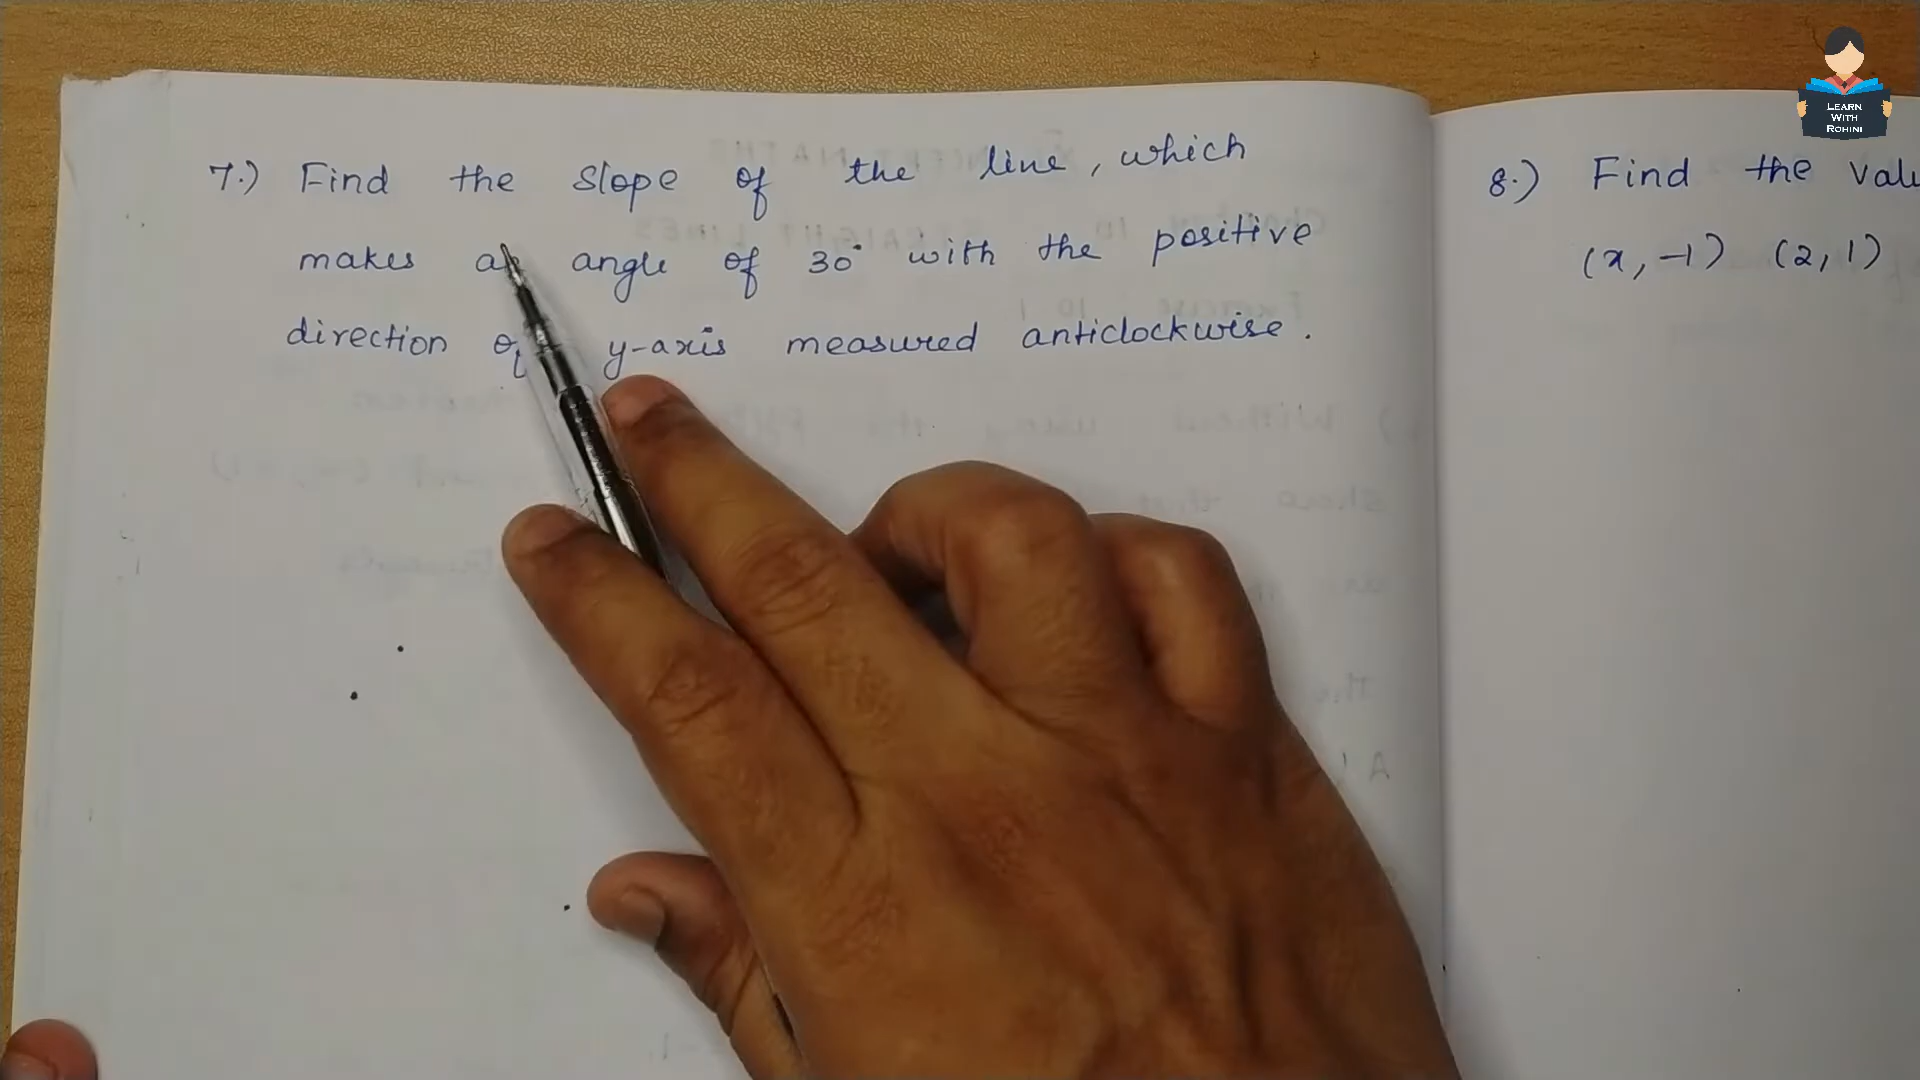 7.) Find the slope of the line, which
makes an angle of 30° with the positive
direction of y-axis measured anticlockwise.
8.) Find the
(x, -1) (2, 1)
LEARN
WITH
ROHINI